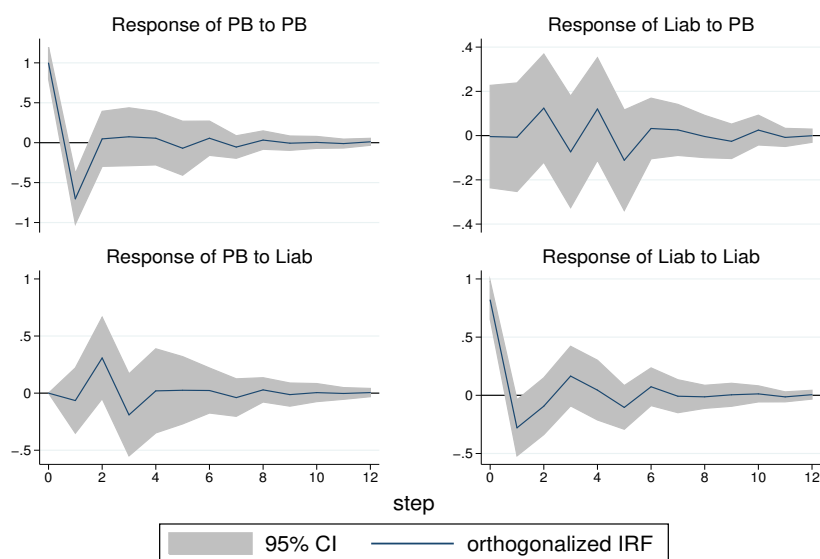 Response of PB to PB
1
.5
0
-.5
-1
Response of Liab to PB
.4
.2
0
-.2
-.4
Response of PB to Liab
1
.5
0
-.5
0 2 4 6 8 10 12
Response of Liab to Liab
1
.5
0
-.5
0 2 4 6 8 10 12
step
95% CI orthogonalized IRF